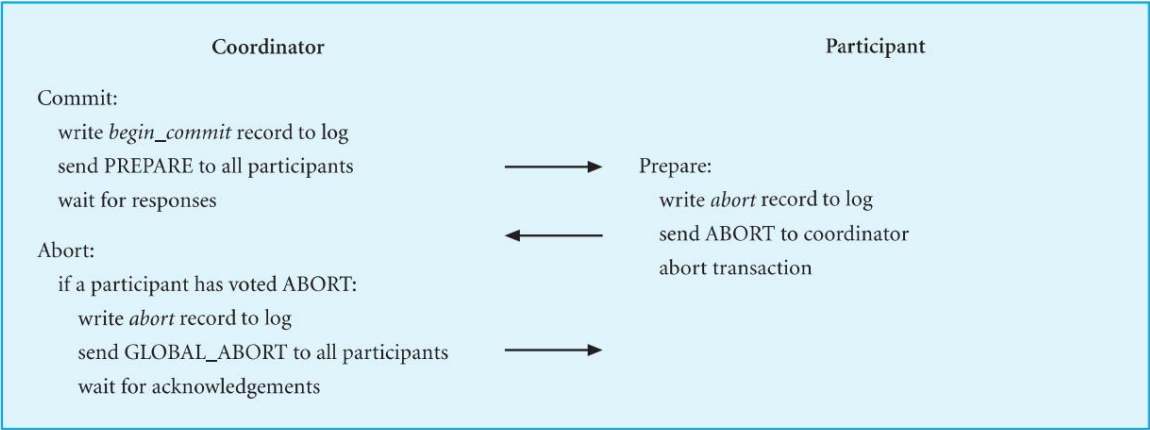 Coordinator
Participant
Commit:
write begin_commit record to log
send PREPARE to all participants
wait for responses
Prepare:
write abort record to log
send ABORT to coordinator
abort transaction
Abort:
if a participant has voted ABORT:
write abort record to log
send GLOBAL_ABORT to all participants
wait for acknowledgements